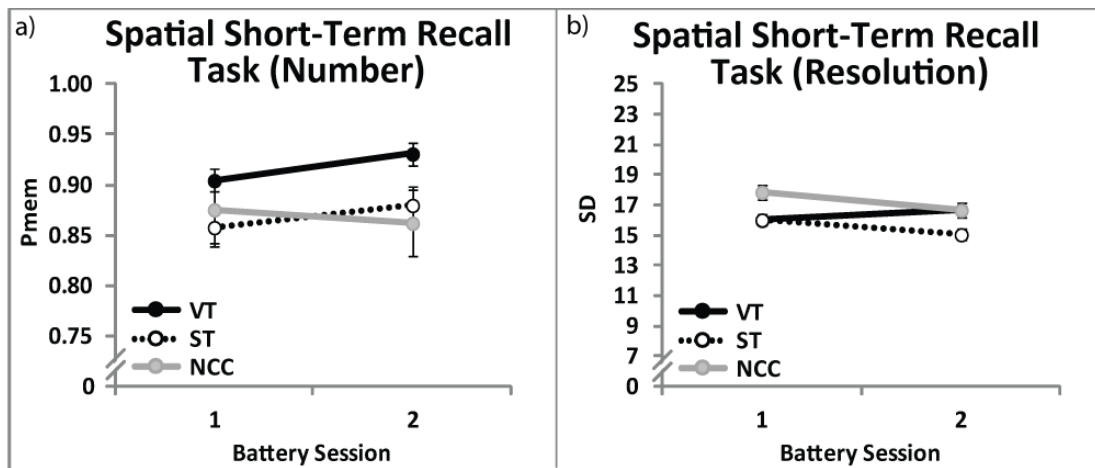 a)
Spatial Short-Term Recall
Task (Number)
1.00
0.95
0.90
0.85
0.80
0.75
0
Pmem
VT
ST
NCC
1 2
Battery Session
b)
Spatial Short-Term Recall
Task (Resolution)
25
23
21
19
17
15
13
11
9
7
0
SD
VT
ST
NCC
1 2
Battery Session